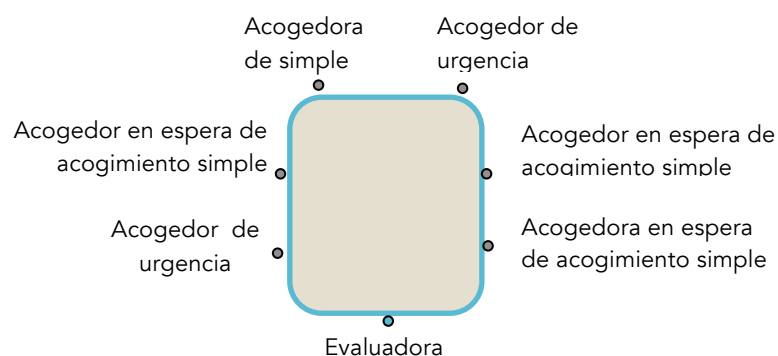 Acogedora
de simple
Acogedor de
urgencia
Acogedor en espera de
acogimiento simple
Acogedor en espera de
acogimiento simple
Acogedor de
urgencia
Acogedora en espera
de acogimiento simple
Evaluadora